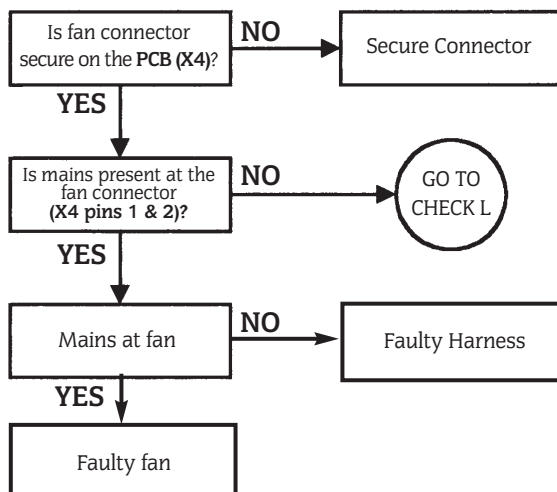 Is fan connector
secure on the PCB (X4)?
NO
Secure Connector
YES
Is mains present at the
fan connector
(X4 pins 1 & 2)?
NO
GO TO
CHECK L
YES
Mains at fan
NO
Faulty Harness
YES
Faulty fan